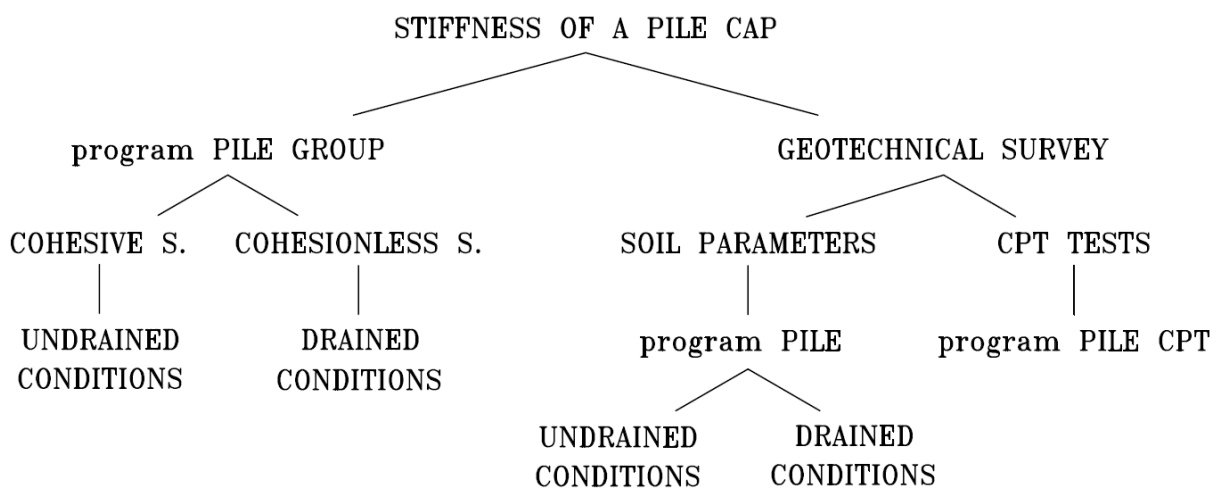 STIFFNESS OF A PILE CAP
program PILE GROUP
GEOTECHNICAL SURVEY
COHESIVE S.
COHESIONLESS S.
SOIL PARAMETERS
CPT TESTS
UNDRAINED
CONDITIONS
DRAINED
CONDITIONS
program PILE
program PILE CPT
UNDRAINED
CONDITIONS
DRAINED
CONDITIONS